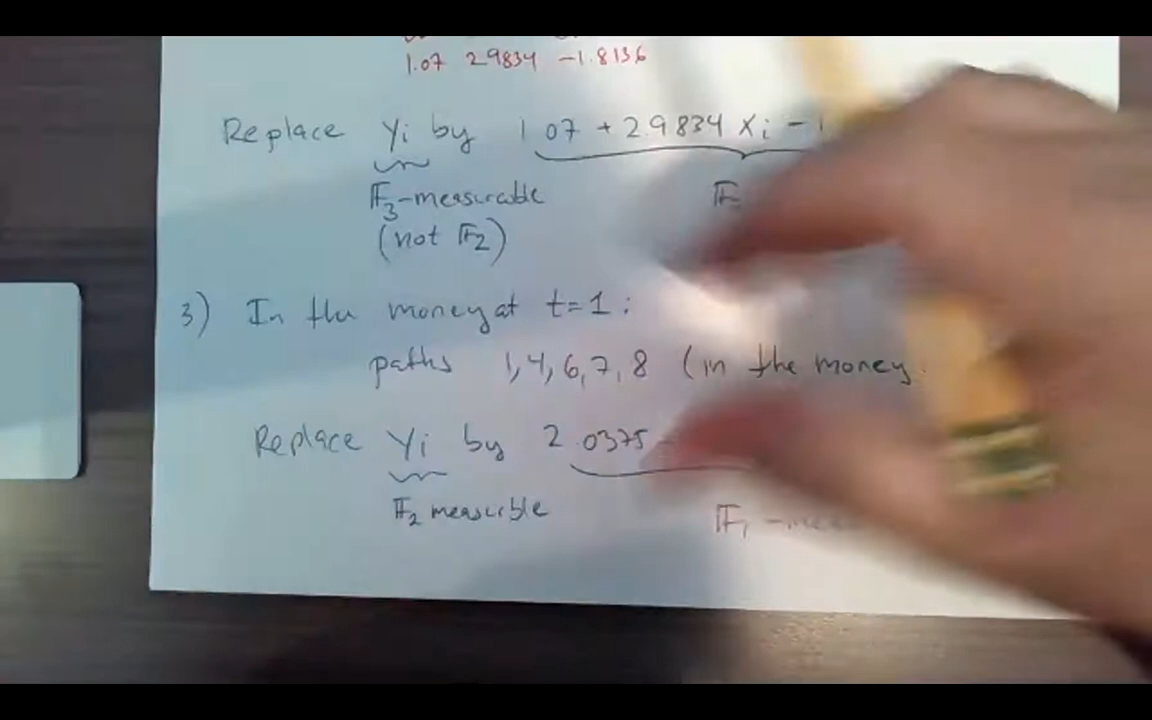 1.07 2.9834 -1.8136
Replace Yi by 1.07 + 2.9834 Xi -
F3-measurable
(not F2)
3) In the money at t=1:
paths 1,4,6,7,8 (in the money
Replace Yi by 2.0375
F2 measurble F1